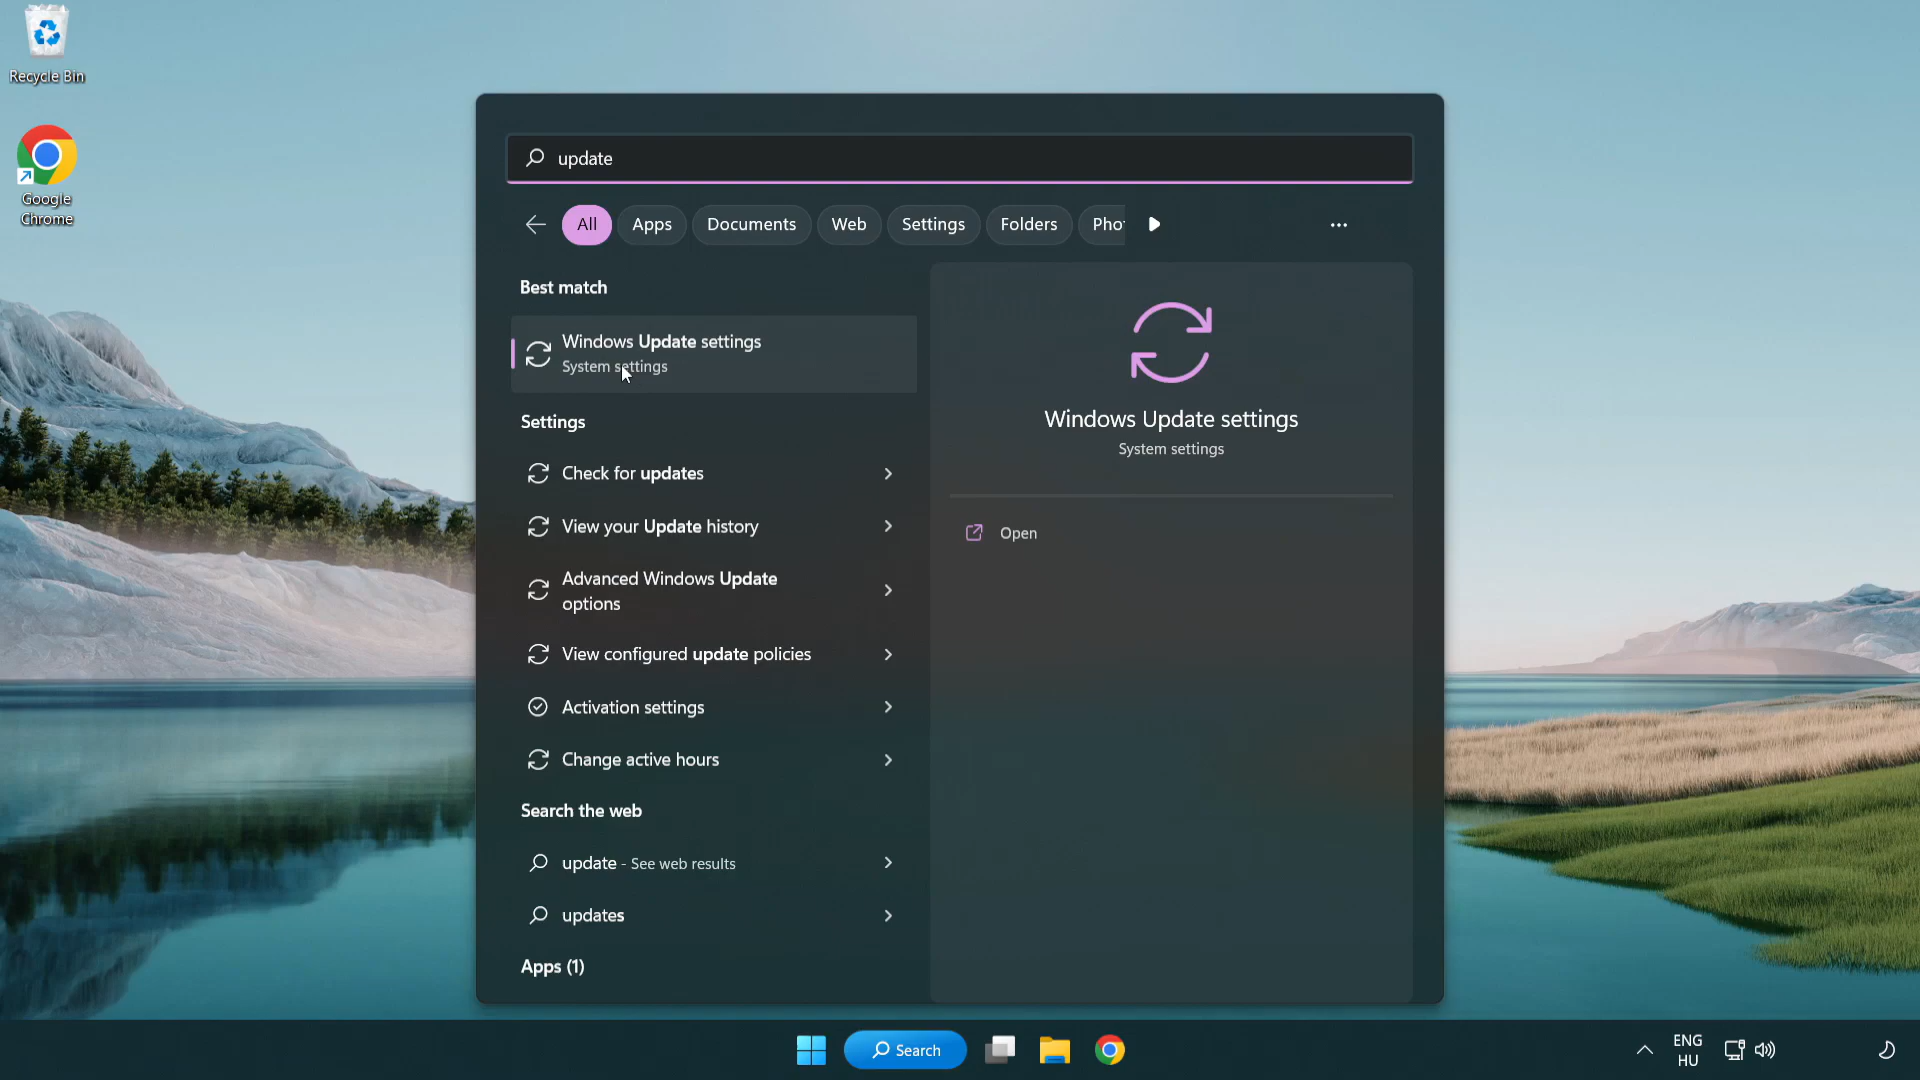 Recycle Bin
Google
Chrome
update
All
Apps
Documents
Web
Settings
Folders
Pho
Best match
Windows Update settings
System settings
Settings
Check for updates
View your Update history
Advanced Windows Update
options
View configured update policies
Activation settings
Change active hours
Search the web
update - See web results
updates
Apps (1)
Windows Update settings
System settings
Open
Search
ENG
HU